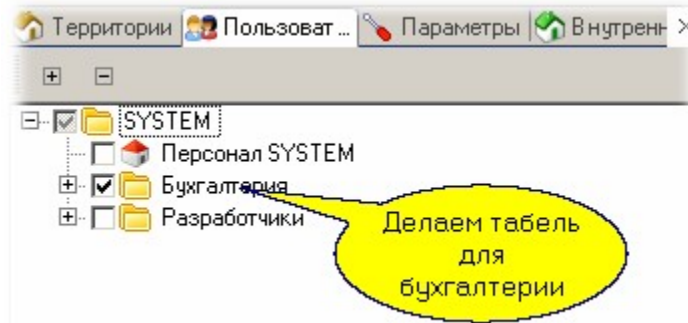 Территории Пользоват ... Параметры Внутренн
SYSTEM
Персонал SYSTEM
Бухгалтерия
Разработчики
Делаем табель
для
бухгалтерии